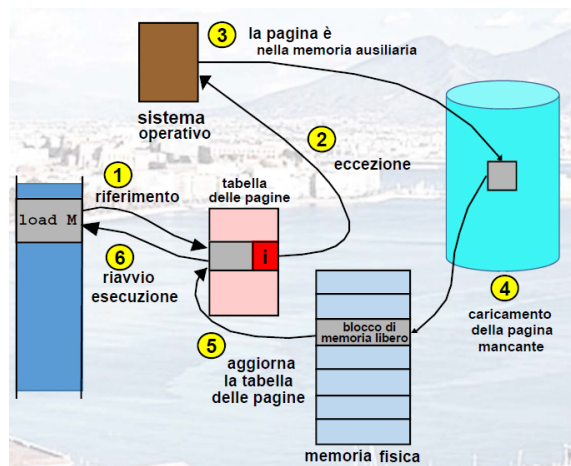 3
la pagina è
nella memoria ausiliaria
sistema
operativo
2
eccezione
1
riferimento
tabella
delle pagine
load M
i
6
riavvio
esecuzione
4
caricamento
della pagina
mancante
blocco di
memoria libero
5
aggiorna
la tabella
delle pagine
memoria fisica